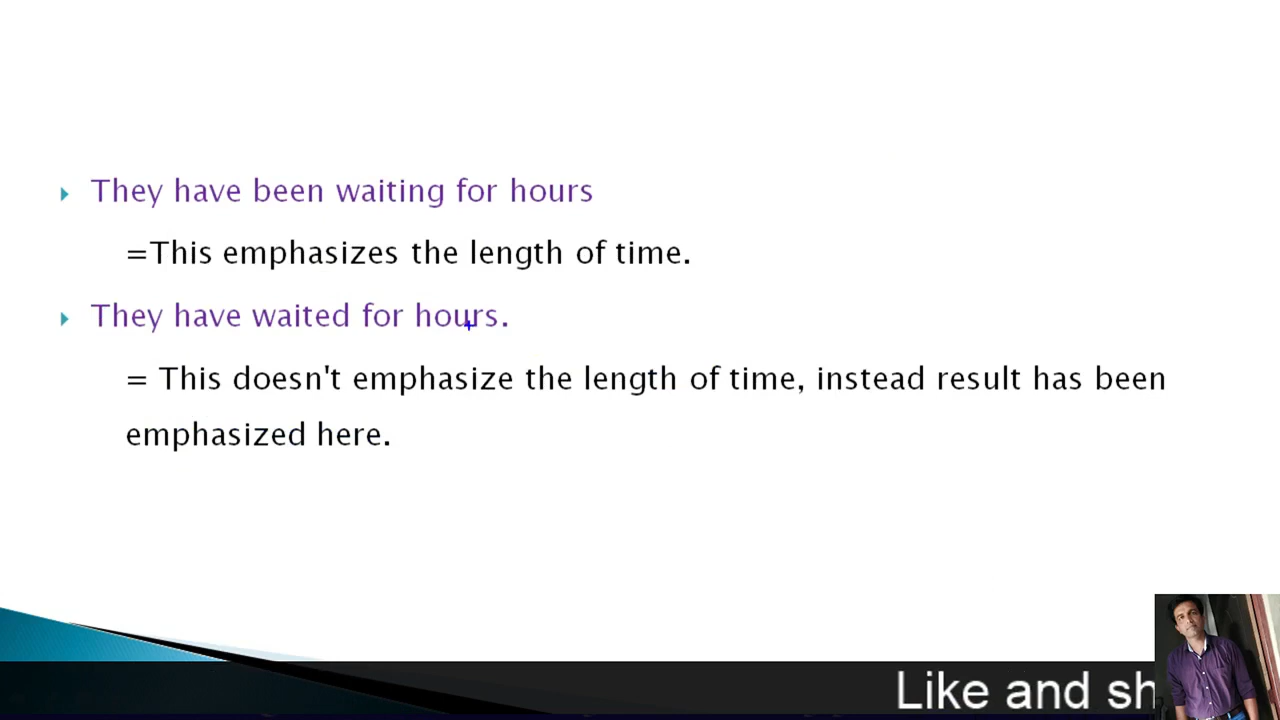 They have been waiting for hours
=This emphasizes the length of time.
They have waited for hours.
= This doesn't emphasize the length of time, instead result has been
emphasized here.
Like and sh